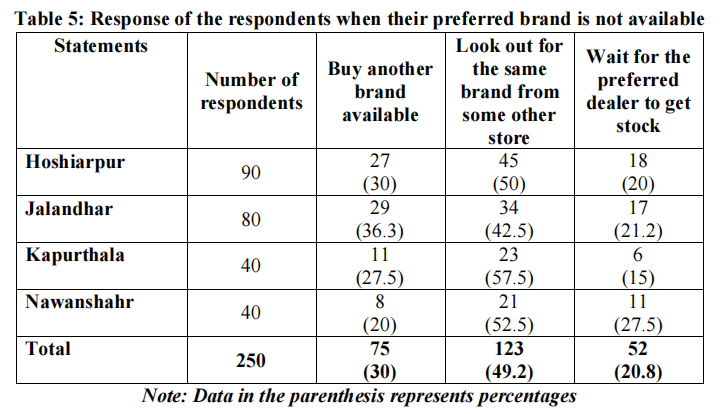 Table 5: Response of the respondents when their preferred brand is not available
Statements
Number of
respondents
Buy another
brand
available
Look out for
the same
brand from
some other
store
Wait for the
preferred
dealer to get
stock
Hoshiarpur
90
27
(30)
45
(50)
18
(20)
Jalandhar
80
29
(36.3)
34
(42.5)
17
(21.2)
Kapurthala
40
11
(27.5)
23
(57.5)
6
(15)
Nawanshahr
40
8
(20)
21
(52.5)
11
(27.5)
Total
250
75
(30)
123
(49.2)
52
(20.8)
Note: Data in the parenthesis represents percentages